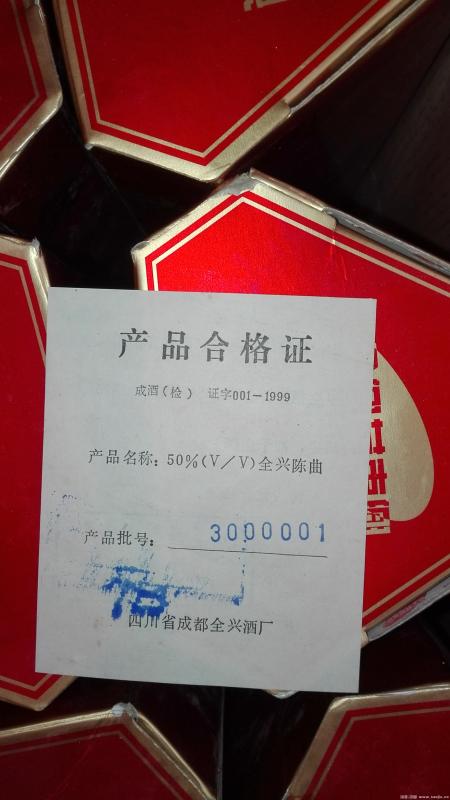 产品合格证
成酒(检) 证字001-1999
产品名称:50%(V/V)全兴陈曲
产品批号: 3000001
四川省成都全兴酒厂